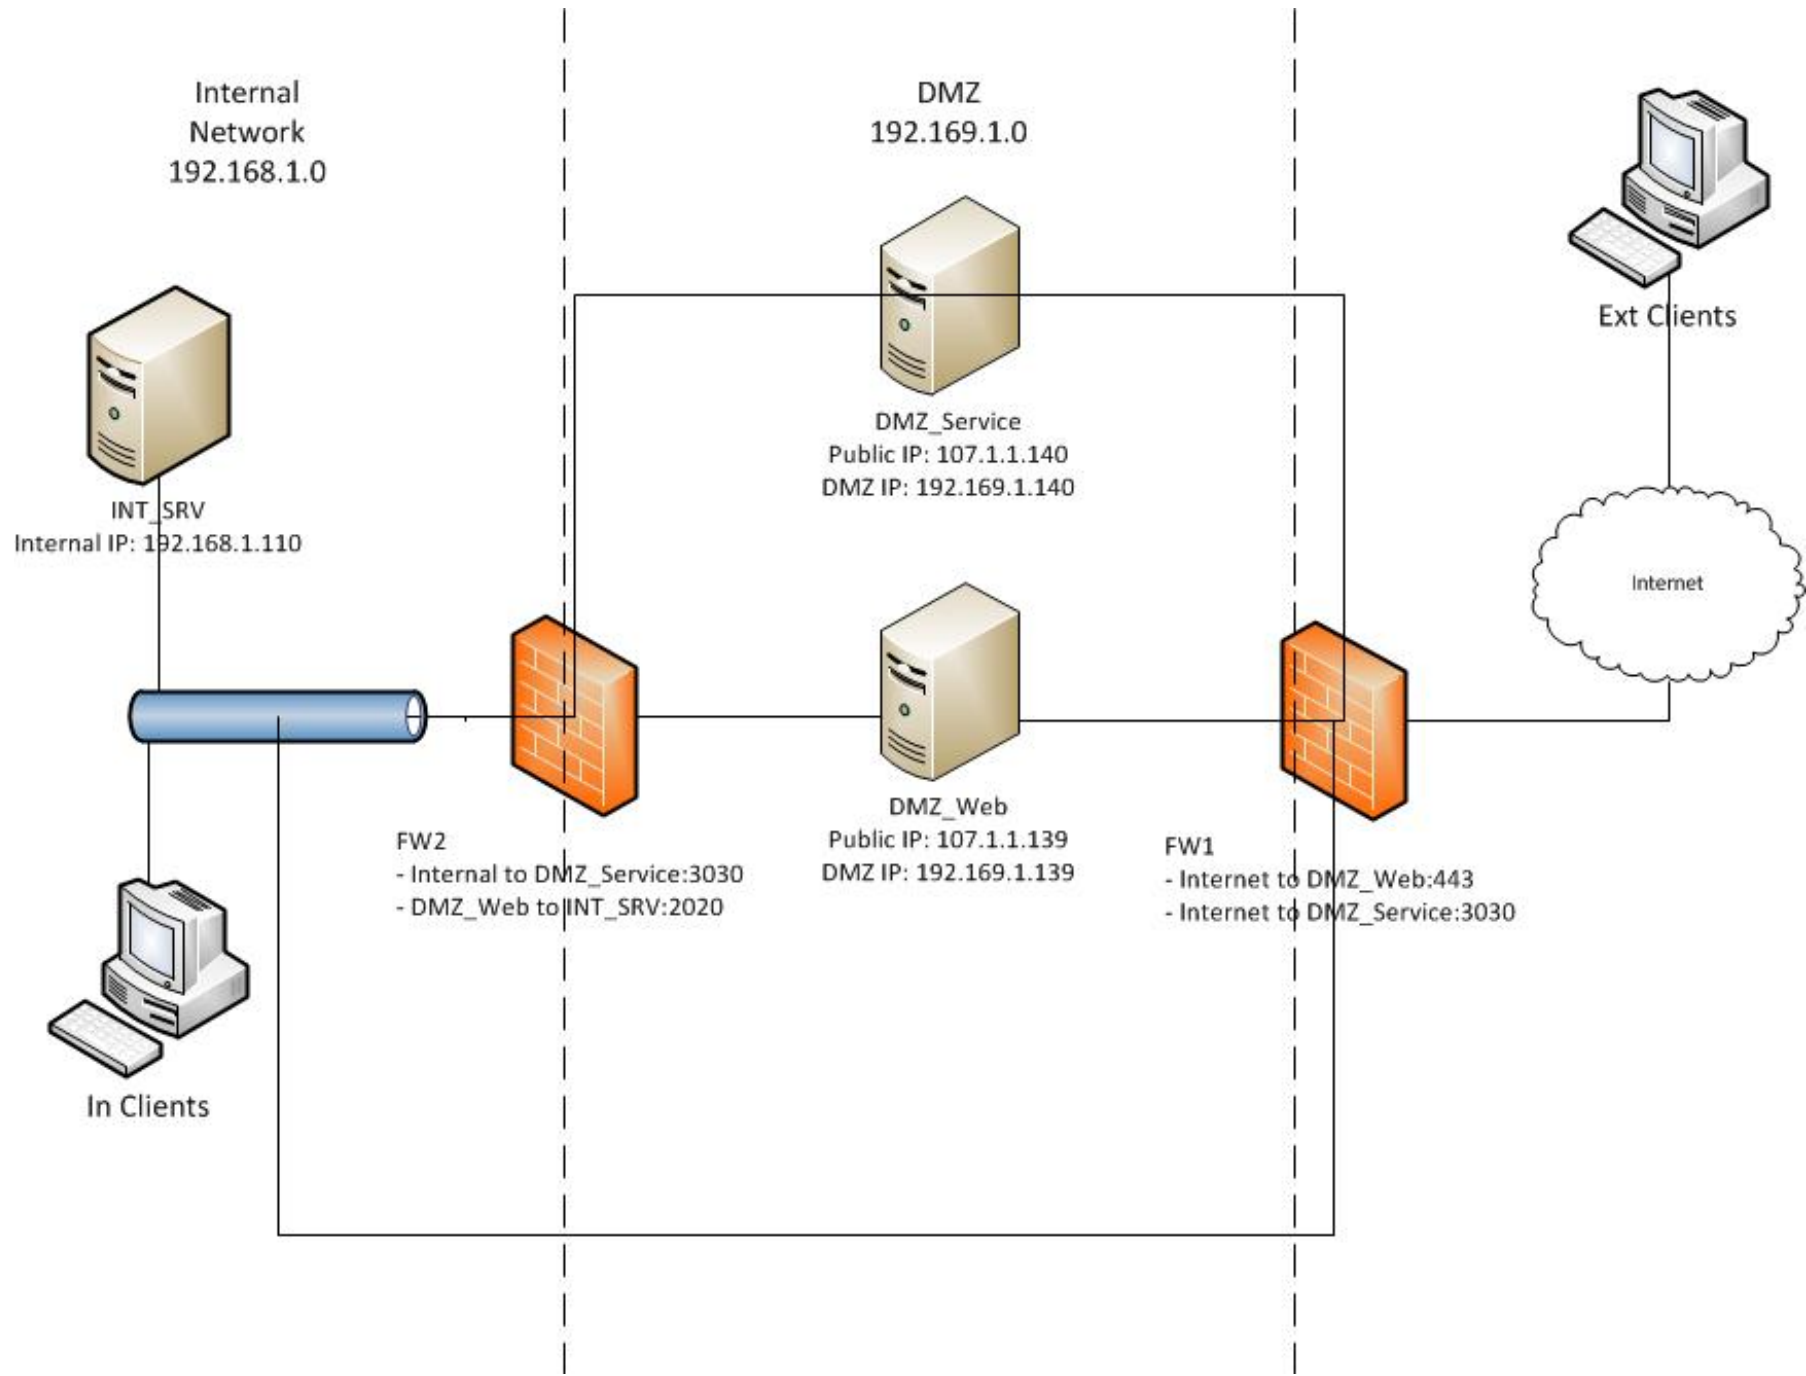 Internal
Network
192.168.1.0
DMZ
192.169.1.0
Ext Clients
DMZ_Service
Public IP: 107.1.1.140
DMZ IP: 192.169.1.140
INT_SRV
Internal IP: 192.168.1.110
Internet
DMZ_Web
Public IP: 107.1.1.139
DMZ IP: 192.169.1.139
FW2
- Internal to DMZ_Service:3030
- DMZ_Web to INT_SRV:2020
FW1
- Internet to DMZ_Web:443
- Internet to DMZ_Service:3030
In Clients